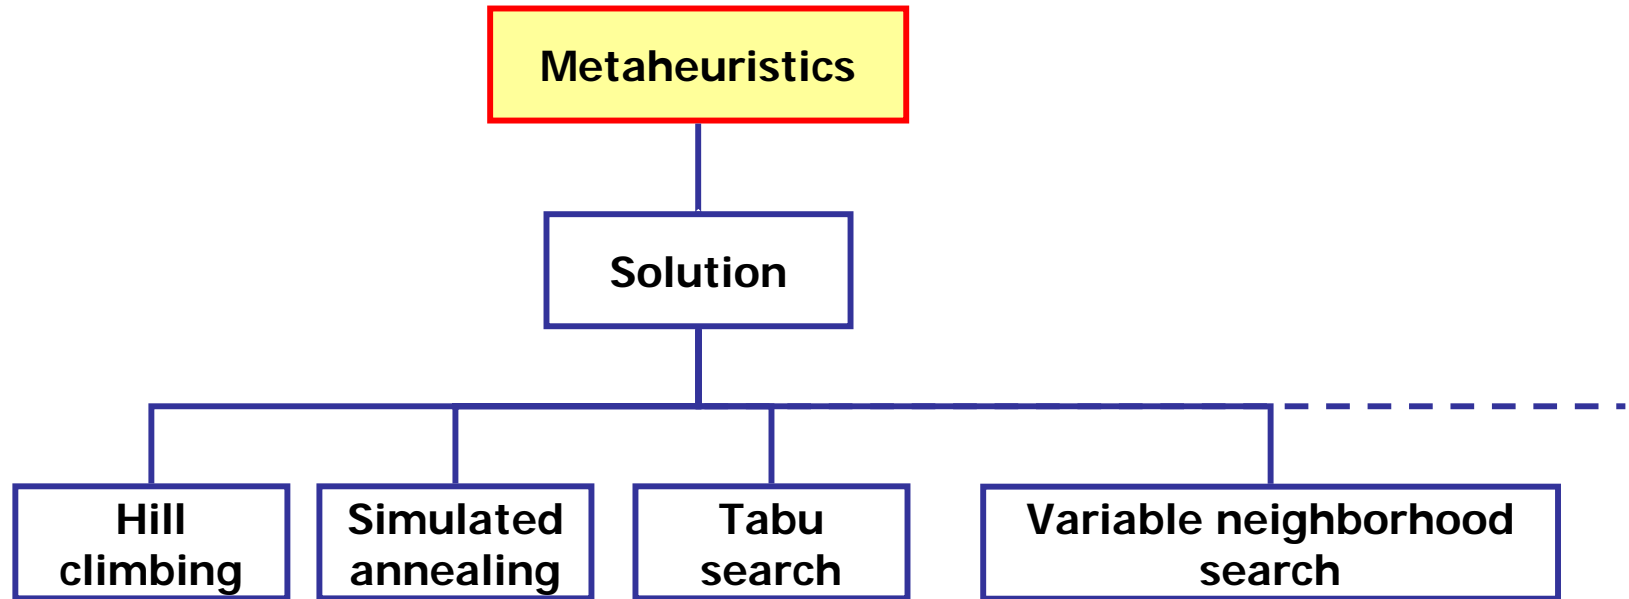 Metaheuristics
Solution
Hill
climbing
Simulated
annealing
Tabu
search
Variable neighborhood
search